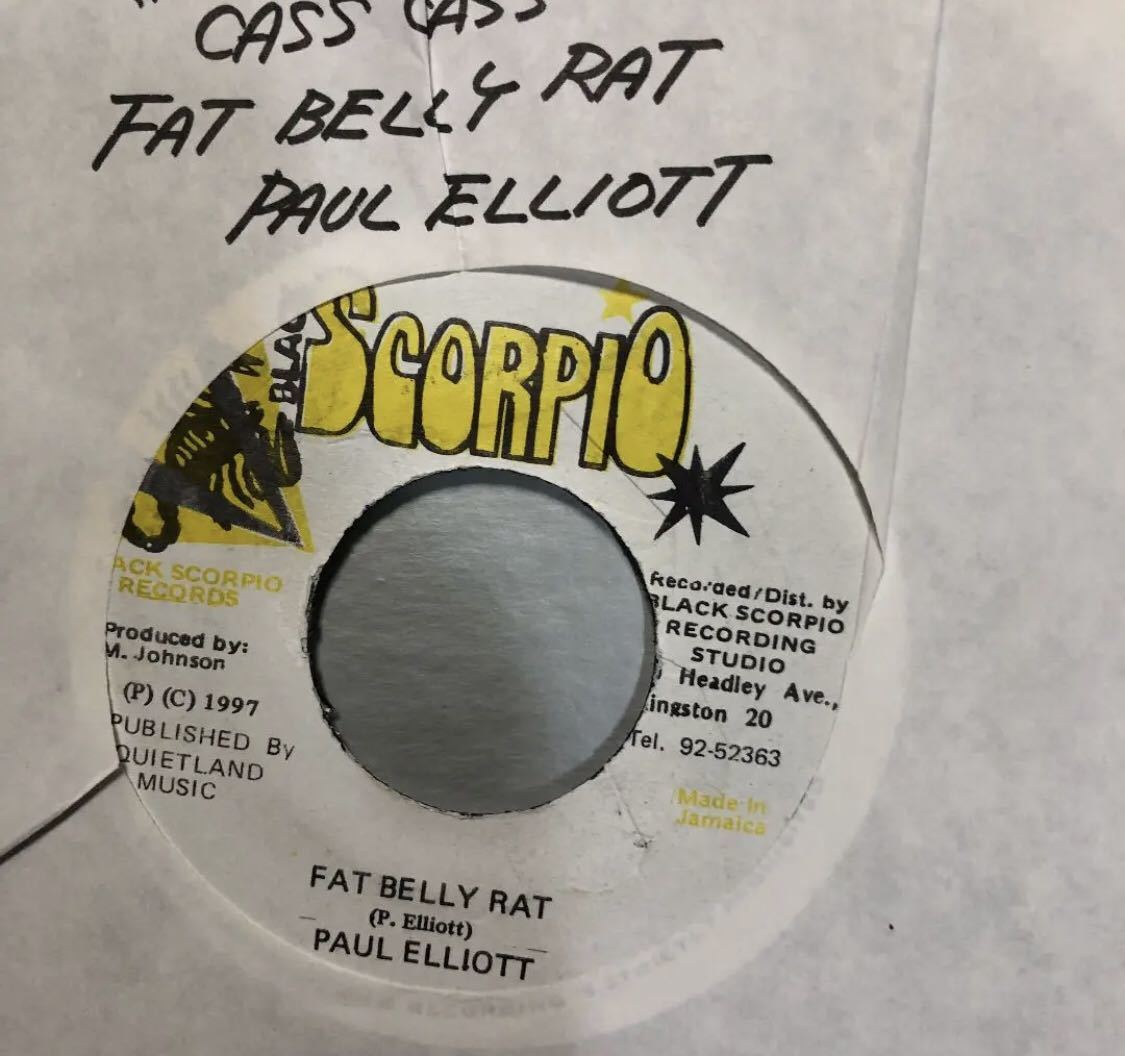 CASS CASS
FAT BELLY RAT
PAUL ELLIOTT
BLAC
SCORPIO
ACK SCORPIO
RECORDS
Produced by:
M. Johnson
(P) (C) 1997
PUBLISHED By
QUIETLAND
MUSIC
Recorded/Dist. by
BLACK SCORPIO
RECORDING
STUDIO
Headley Ave.,
ingston 20
Tel. 92-52363
Made in
Jamaica
FAT BELLY RAT
(P. Elliott)
PAUL ELLIOTT